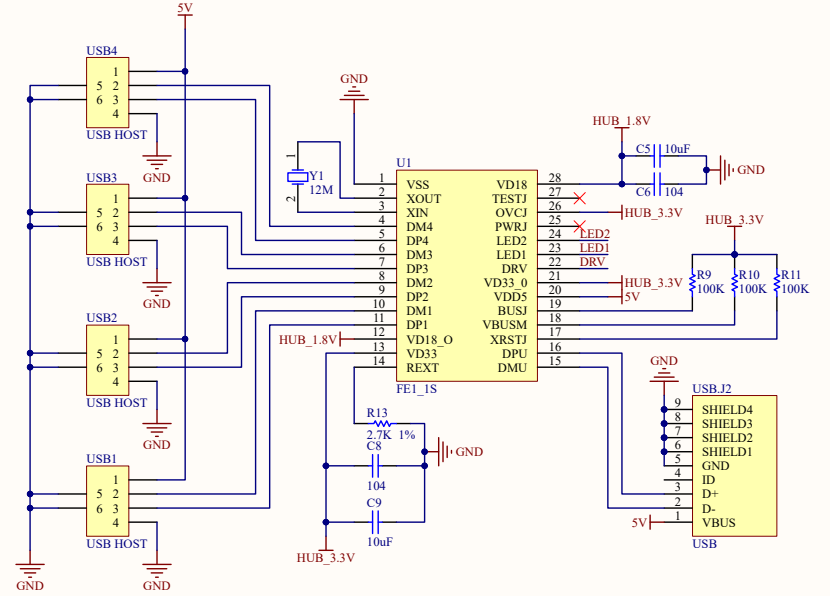 5V
USB4
1
5 2
6 3
4
USB HOST
GND
USB3
1
5 2
6 3
4
USB HOST
GND
USB2
1
5 2
6 3
4
USB HOST
GND
USB1
1
5 2
6 3
4
USB HOST
GND
GND
GND
1
Y1
12M
2
U1
1 VSS VD18 28
2 XOUT TESTJ 27
3 XIN OVCJ 26
4 DM4 PWRJ 25
5 DP4 LED2 24
6 DM3 LED1 23
7 DP3 DRV 22
8 DM2 VD33_0 21
9 DP2 VDD5 20
10 DM1 BUSJ 19
11 DP1 VBUSM 18
12 VD18_O XRSTJ 17
13 VD33 DPU 16
14 REXT DMU 15
FE1_1S
HUB_1.8V
R13
2.7K 1%
C8
104
C9
10uF
GND
HUB_3.3V
HUB_1.8V
C5 10uF
C6 104
GND
HUB_3.3V
LED2
LED1
DRV
HUB_3.3V
5V
HUB_3.3V
R9 R10 R11
100K 100K 100K
GND
USB.J2
9 SHIELD4
8 SHIELD3
7 SHIELD2
6 SHIELD1
5 GND
4 ID
3 D+
2 D-
5V 1 VBUS
USB